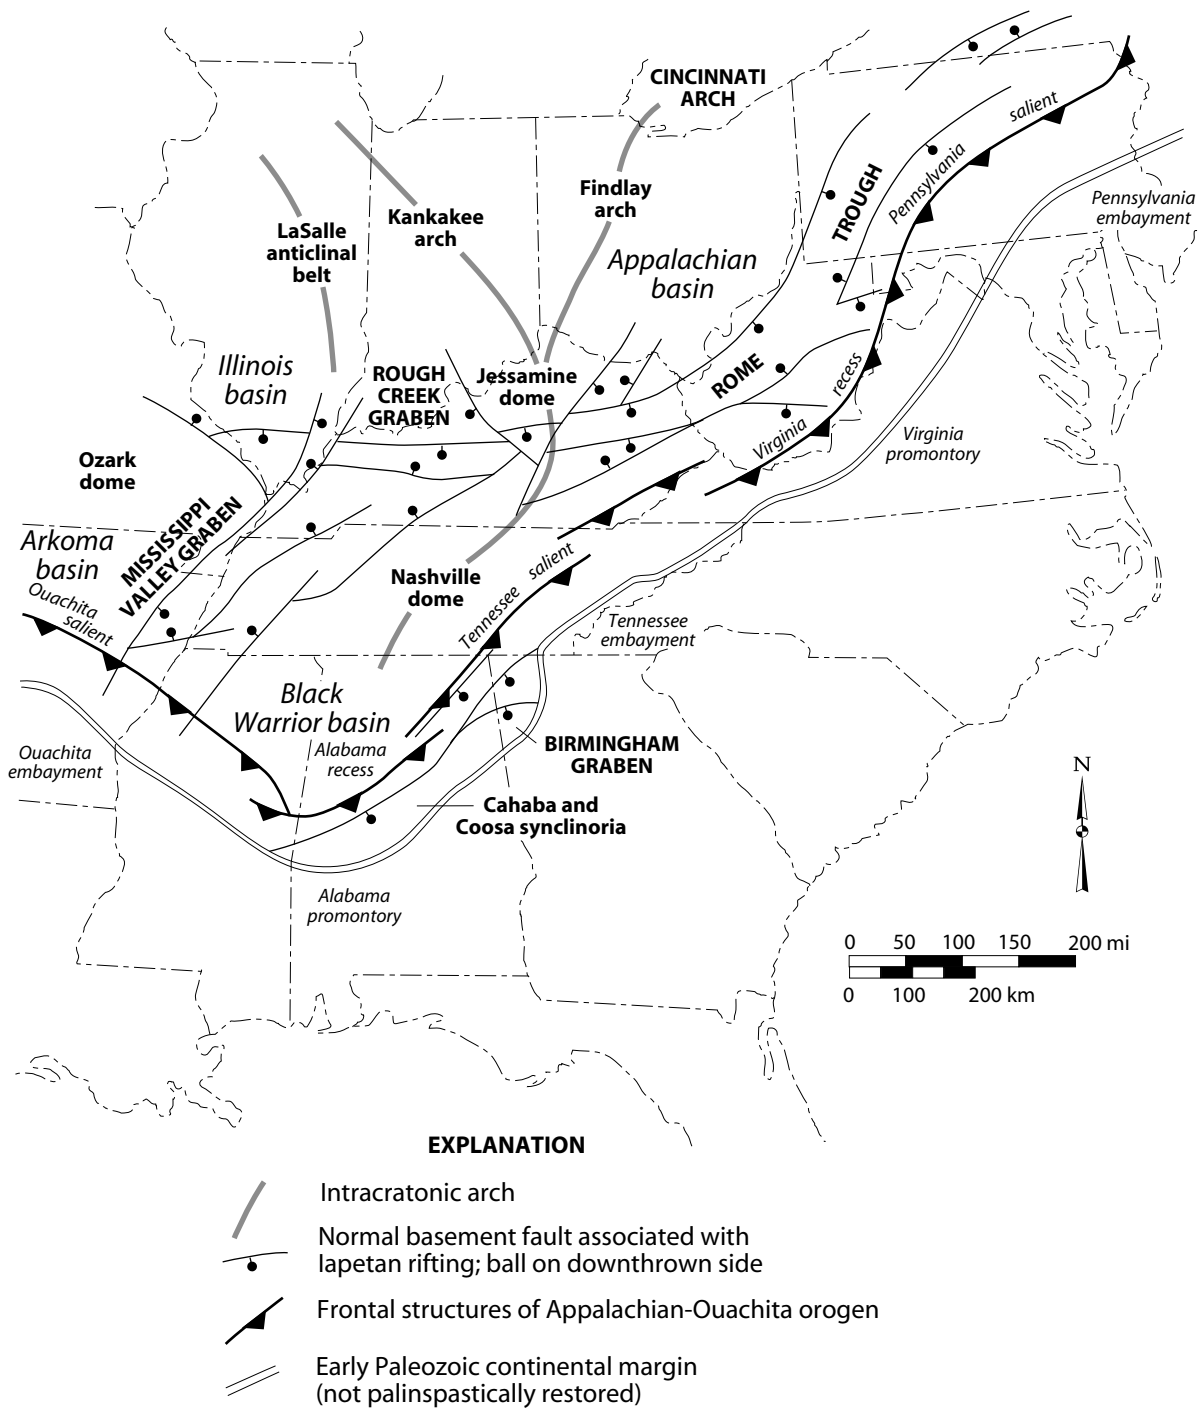 CINCINNATI
ARCH
salient
Pennsylvania
TROUGH
Findlay
arch
Pennsylvania
embayment
Kankakee
arch
LaSalle
anticlinal
belt
Appalachian
basin
Illinois
basin
ROUGH
CREEK
GRABEN
Jessamine
dome
ROME
recess
Virginia
Virginia
promontory
Ozark
dome
MISSISSIPPI
VALLEY GRABEN
Arkoma
basin
Ouachita
salient
Nashville
dome
Tennessee salient
Tennessee
embayment
Black
Warrior basin
Alabama
recess
Ouachita
embayment
BIRMINGHAM
GRABEN
Cahaba and
Coosa synclinoria
Alabama
promontory
N
0 50 100 150 200 mi
0 100 200 km
EXPLANATION
Intracratonic arch
Normal basement fault associated with
Iapetan rifting; ball on downthrown side
Frontal structures of Appalachian-Ouachita orogen
Early Paleozoic continental margin
(not palinspastically restored)